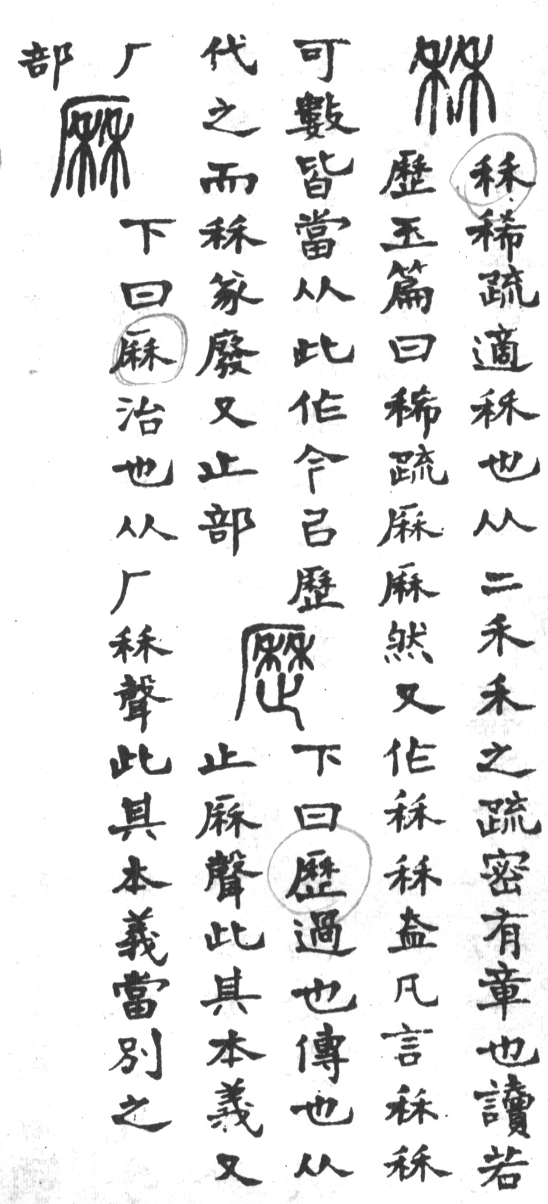 秝秝稀疏適秝也从二禾禾之疏密有章也讀若
歷玉篇曰稀疏厤厤然又作秝秝葢凡言秝秝
可數皆當从此作今㠯歷歷下曰歷過也傳也从
代之而秝篆廢又止部止厤聲此其本義又
厂厤下曰厤治也从厂秝聲此其本義當別之
部